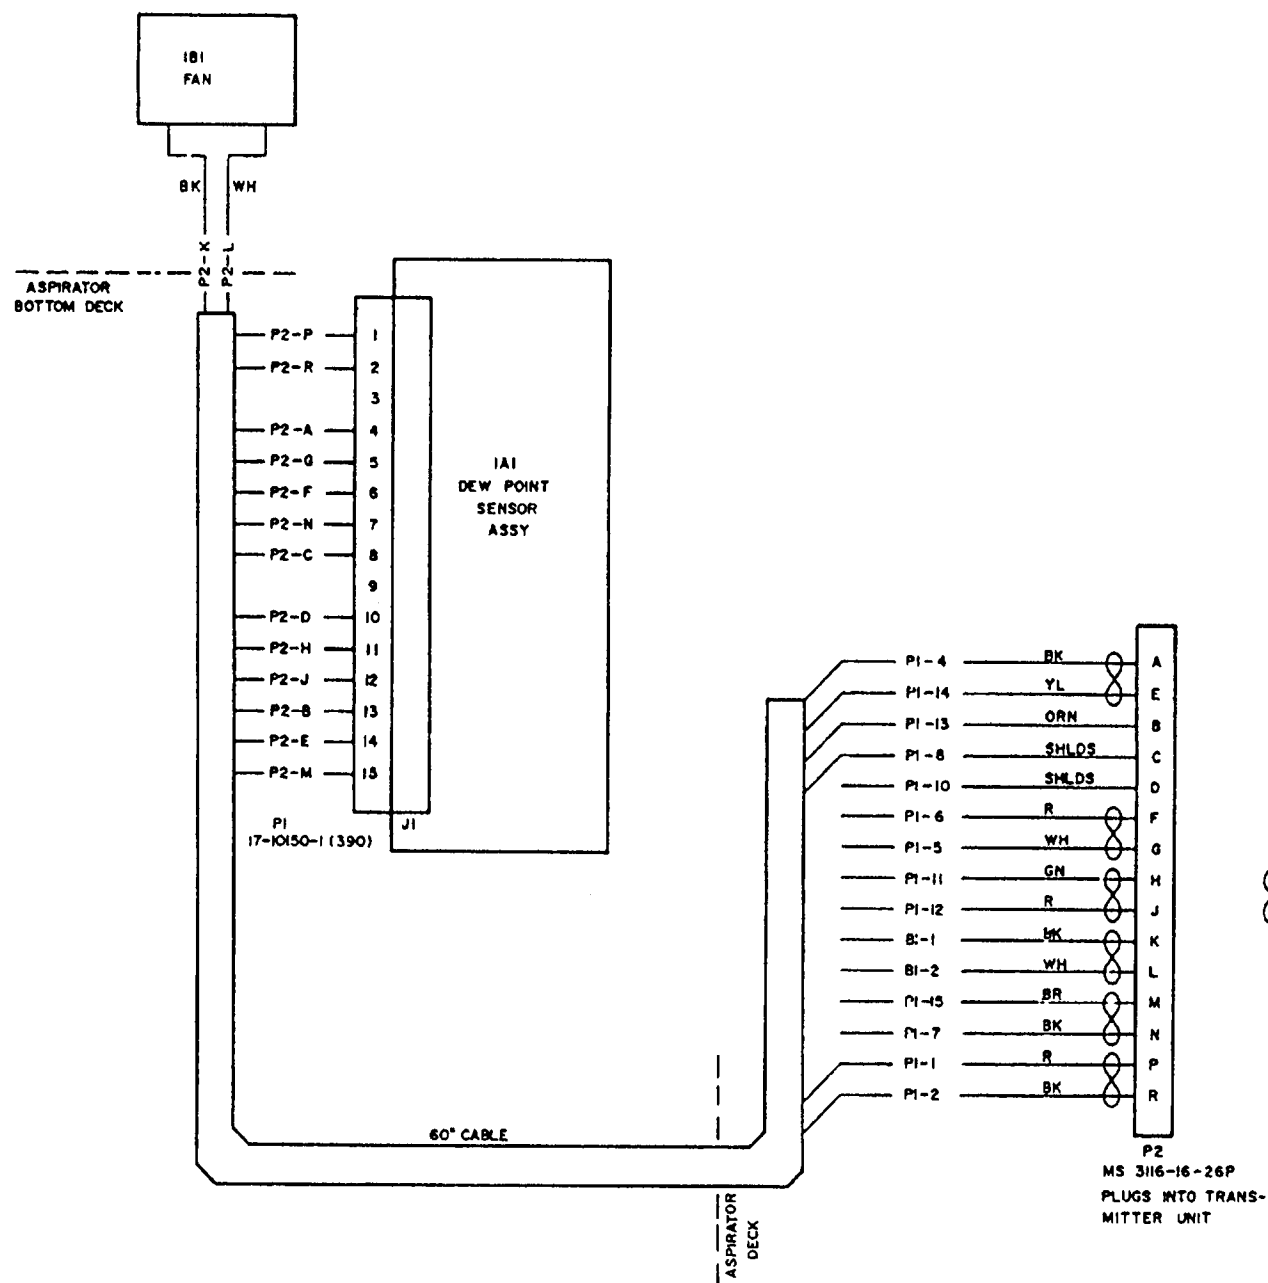 1B1
FAN
BK
WH
P2-K
P2-L
ASPIRATOR
BOTTOM DECK
P2-P 1
P2-R 2
3
P2-A 4
P2-G 5
P2-F 6
P2-N 7
P2-C 8
9
P2-D 10
P2-H 11
P2-J 12
P2-B 13
P2-E 14
P2-M 15
P1
17-10150-1 (390)
J1
1A1
DEW POINT
SENSOR
ASSY
P1-4 BK A
P1-14 YL E
P1-13 ORN B
P1-8 SHLDS C
P1-10 SHLDS D
P1-6 R F
P1-5 WH G
P1-11 GN H
P1-12 R J
B1-1 BK K
B1-2 WH L
P1-15 BR M
P1-7 BK N
P1-1 R P
P1-2 BK R
60" CABLE
ASPIRATOR
DECK
P2
MS 3116-16-26P
PLUGS INTO TRANS-
MITTER UNIT